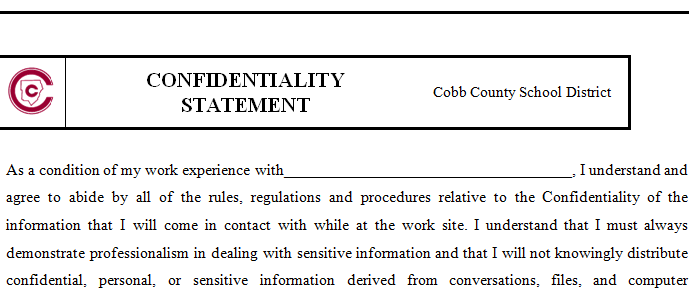 CONFIDENTIALITY
STATEMENT
Cobb County School District
C
As a condition of my work experience with______________________________________, I understand and
agree to abide by all of the rules, regulations and procedures relative to the Confidentiality of the
information that I will come in contact with while at the work site. I understand that I must always
demonstrate professionalism in dealing with sensitive information and that I will not knowingly distribute
confidential, personal, or sensitive information derived from conversations, files, and computer